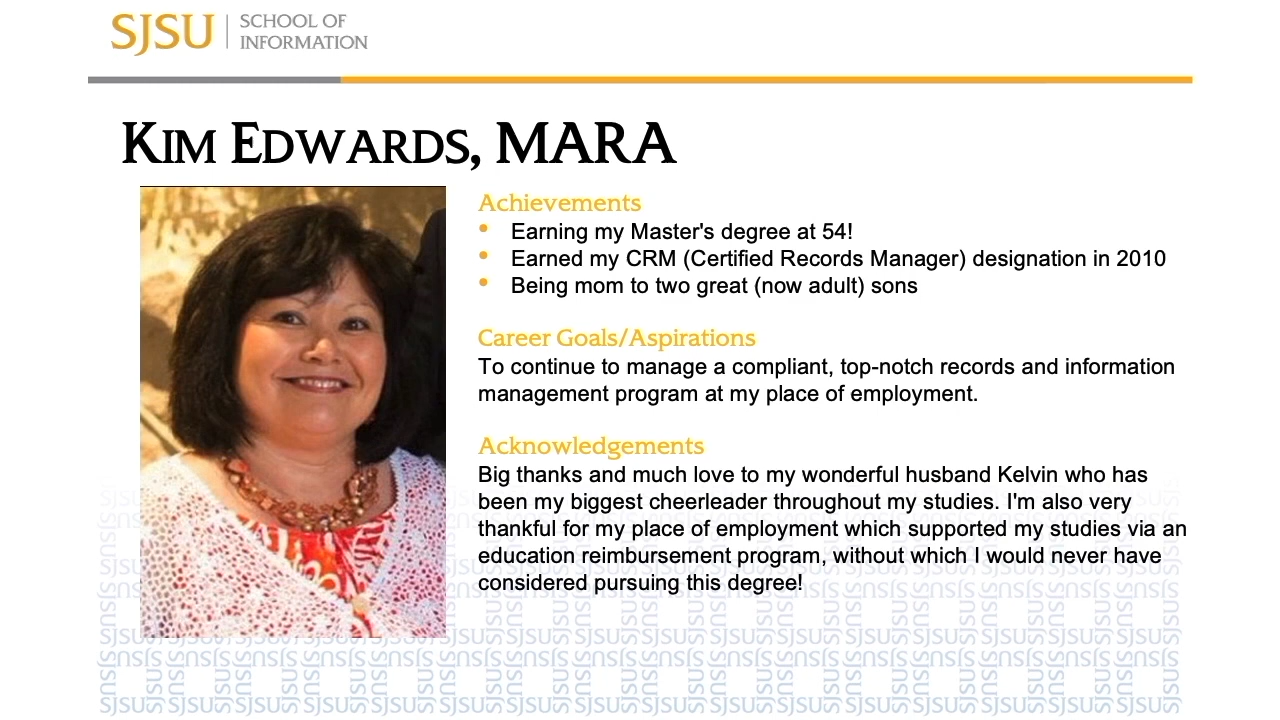 SJSU SCHOOL OF
INFORMATION
KIM EDWARDS, MARA
Achievements
• Earning my Master's degree at 54!
• Earned my CRM (Certified Records Manager) designation in 2010
• Being mom to two great (now adult) sons
Career Goals/Aspirations
To continue to manage a compliant, top-notch records and information
management program at my place of employment.
Acknowledgements
Big thanks and much love to my wonderful husband Kelvin who has
been my biggest cheerleader throughout my studies. I'm also very
thankful for my place of employment which supported my studies via an
education reimbursement program, without which I would never have
considered pursuing this degree!